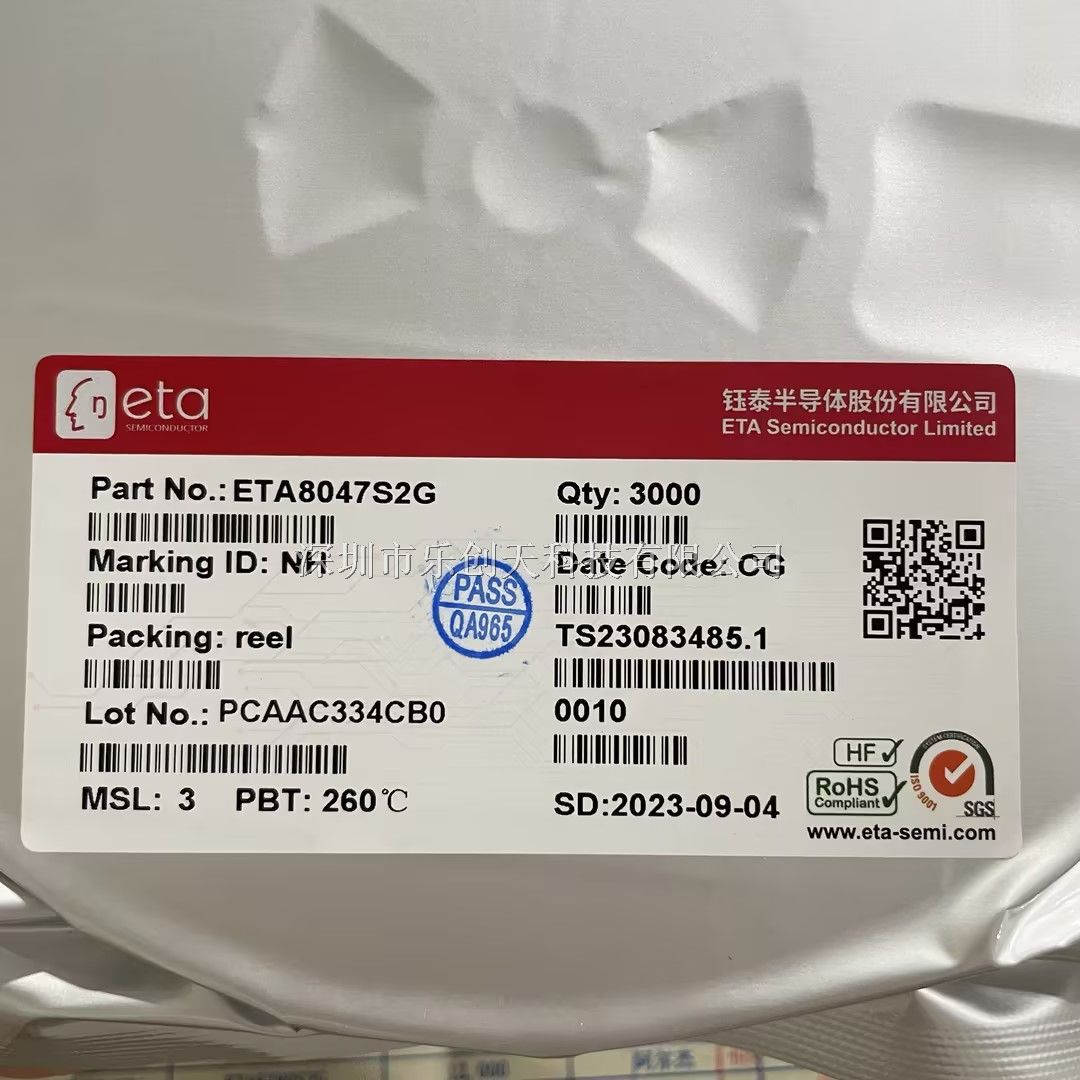 eta
SEMICONDUCTOR
钰泰半导体股份有限公司
ETA Semiconductor Limited
Part No.:ETA8047S2G
Qty: 3000
深圳市乐创天科技有限公司
Marking ID:
Date Code: CG
PASS
QA965
Packing: reel
TS23083485.1
Lot No.: PCAAC334CB0
0010
MSL: 3 PBT: 260℃
SD:2023-09-04
HF
RoHS
Compliant
SYSTEM CERTIFICATION
ISO 9001
SGS
www.eta-semi.com